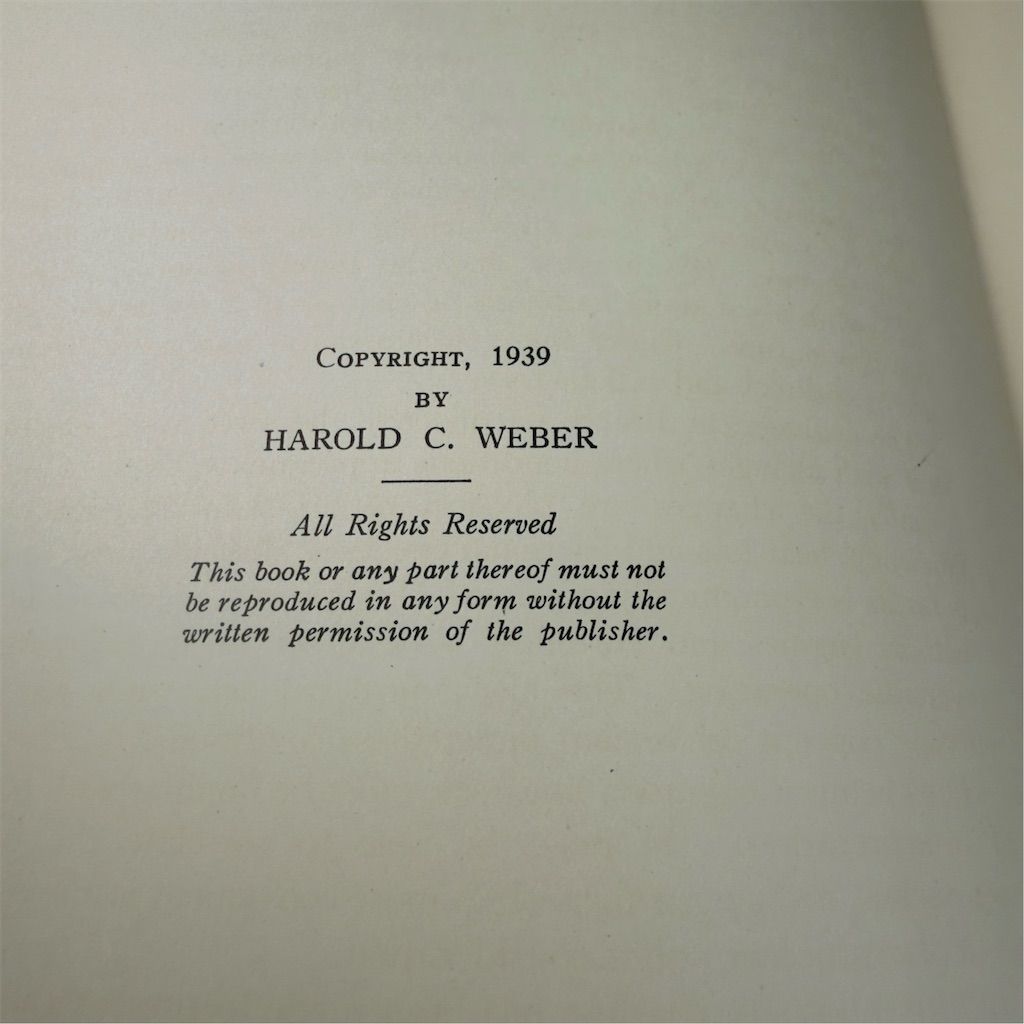 COPYRIGHT, 1939
BY
HAROLD C. WEBER
All Rights Reserved
This book or any part thereof must not
be reproduced in any form without the
written permission of the publisher.